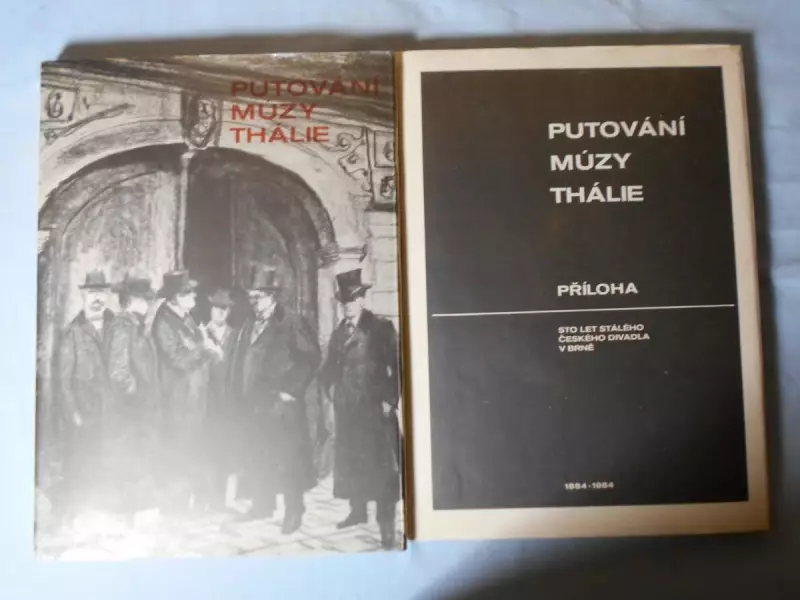 PUTOVÁNÍ
MÚZY
THÁLIE
PUTOVÁNÍ
MÚZY
THÁLIE
PŘÍLOHA
STO LET STÁLÉHO
ČESKÉHO DIVADLA
V BRNĚ
1884-1984